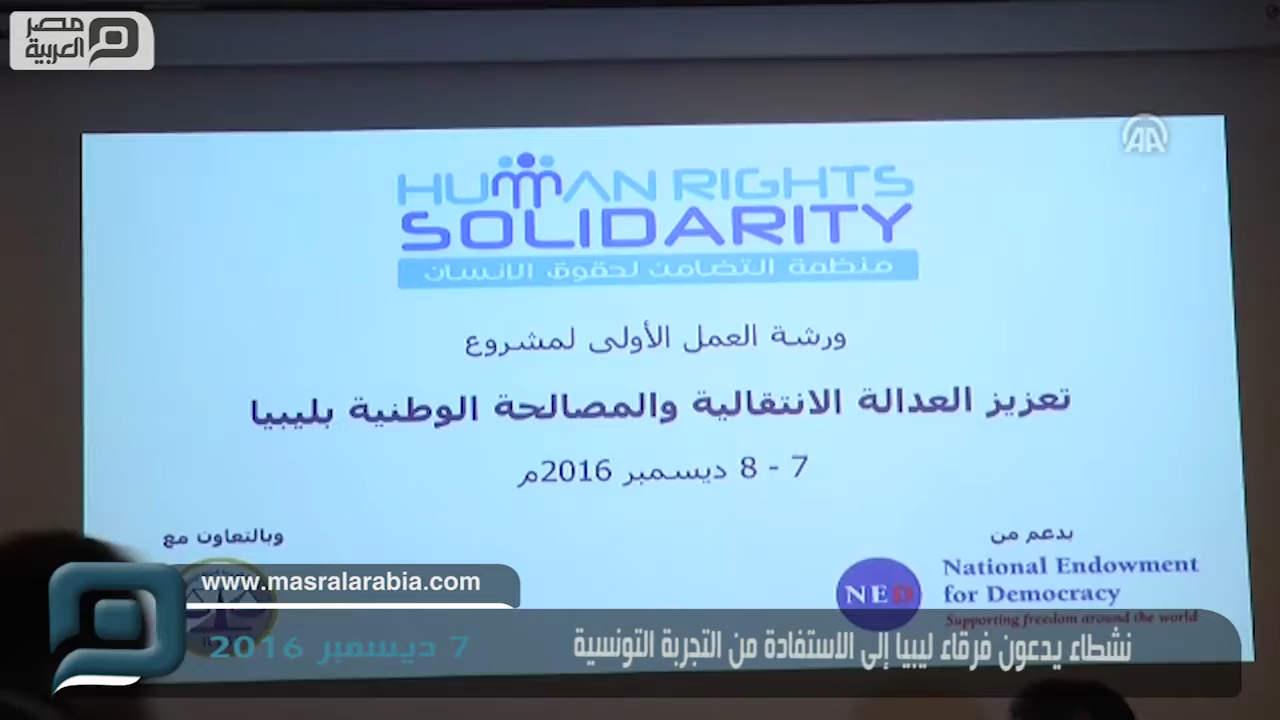 مصر
العربية
AA
HUMAN RIGHTS
SOLIDARITY
منظمة التضامن لحقوق الانسان
ورشة العمل الأولى لمشروع
تعزيز العدالة الانتقالية والمصالحة الوطنية بليبيا
7 - 8 ديسمبر 2016م
بدعم من
وبالتعاون مع
NED
National Endowment
for Democracy
Supporting freedom around the world
www.masralarabia.com
نشطاء يدعون فرقاء ليبيا إلى الاستفادة من التجربة التونسية
7 ديسمبر 2016